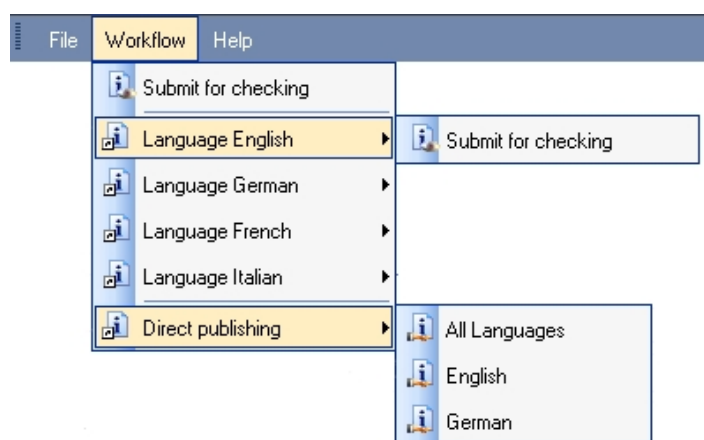 File Workflow Help
Submit for checking
Language English
Submit for checking
Language German
Language French
Language Italian
Direct publishing
All Languages
English
German